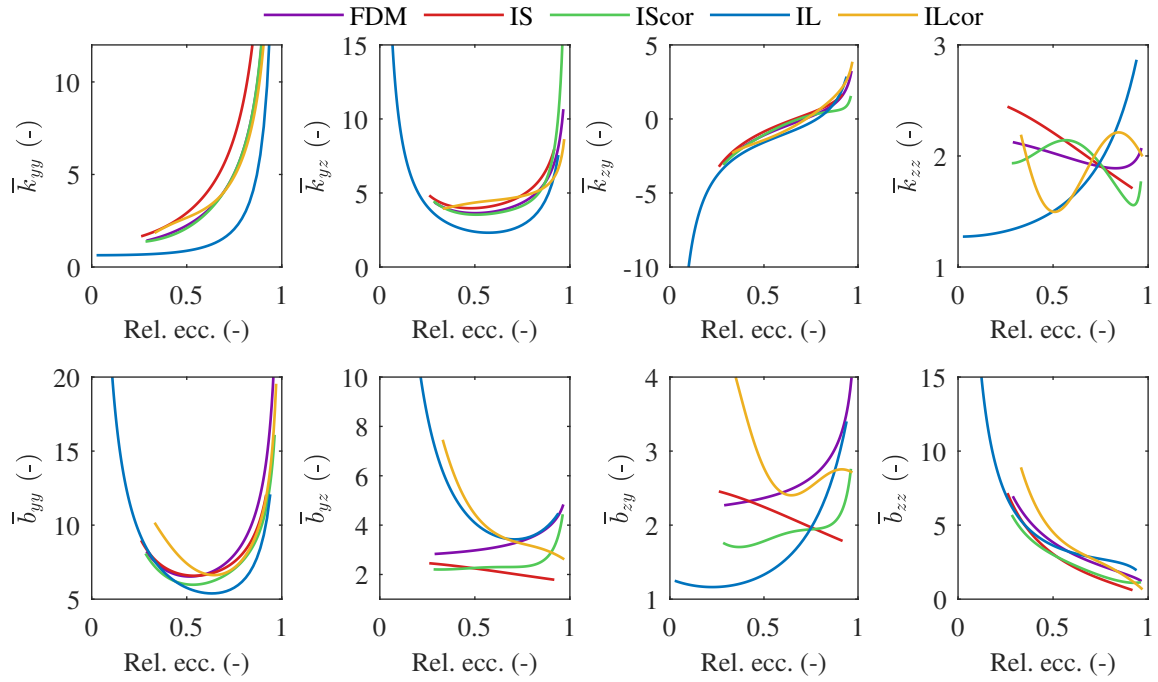 FDM IS IScor IL ILcor
k̅yy (-)
10
5
0
0 0.5 1
Rel. ecc. (-)
k̅yz (-)
15
10
5
0
0 0.5 1
Rel. ecc. (-)
k̅zy (-)
5
0
-5
-10
0 0.5 1
Rel. ecc. (-)
k̅zz (-)
3
2
1
0 0.5 1
Rel. ecc. (-)
b̅yy (-)
20
15
10
5
0 0.5 1
Rel. ecc. (-)
b̅yz (-)
10
8
6
4
2
0 0.5 1
Rel. ecc. (-)
b̅zy (-)
4
3
2
1
0 0.5 1
Rel. ecc. (-)
b̅zz (-)
15
10
5
0
0 0.5 1
Rel. ecc. (-)